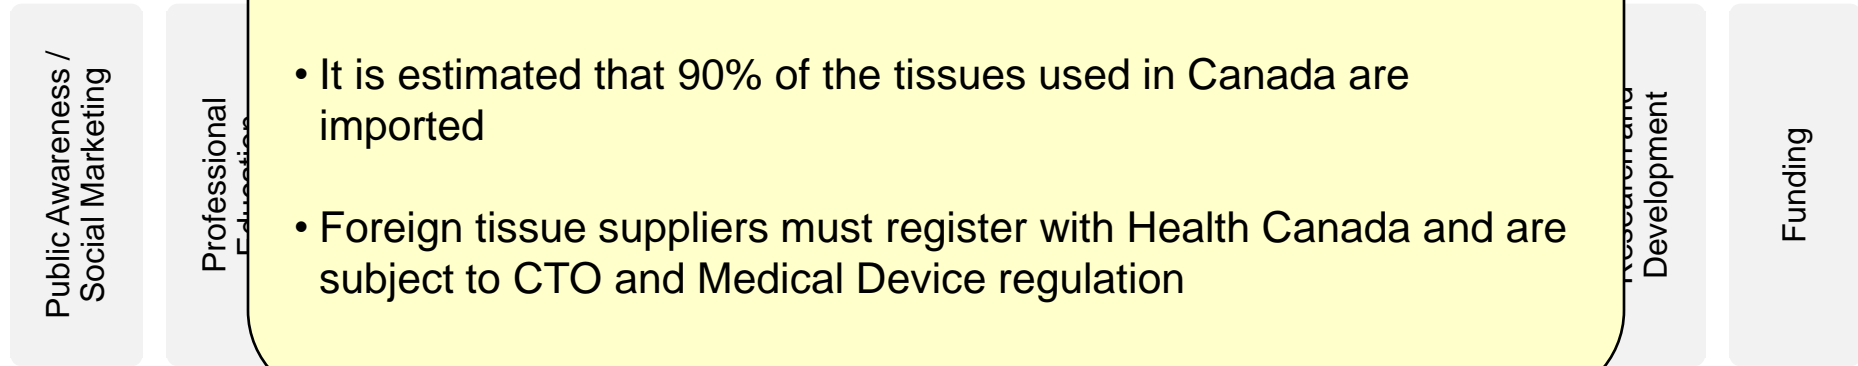 Public Awareness /
Social Marketing
Professional
• It is estimated that 90% of the tissues used in Canada are
imported
• Foreign tissue suppliers must register with Health Canada and are
subject to CTO and Medical Device regulation
Development
Funding